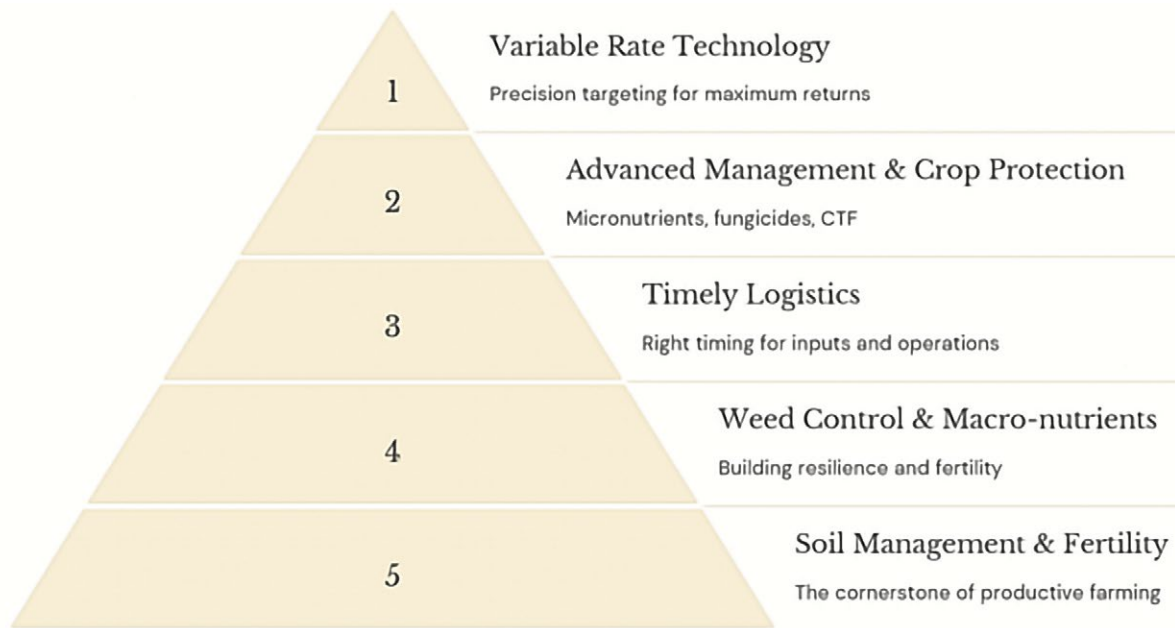 1
Variable Rate Technology
Precision targeting for maximum returns
2
Advanced Management & Crop Protection
Micronutrients, fungicides, CTF
3
Timely Logistics
Right timing for inputs and operations
4
Weed Control & Macro-nutrients
Building resilience and fertility
5
Soil Management & Fertility
The cornerstone of productive farming